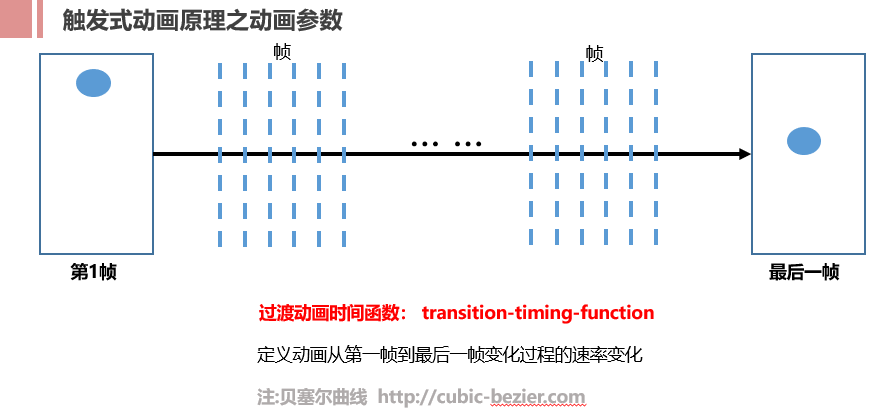 触发式动画原理之动画参数
帧
帧
... ...
第1帧
最后一帧
过渡动画时间函数： transition-timing-function
定义动画从第一帧到最后一帧变化过程的速率变化
注:贝塞尔曲线 http://cubic-bezier.com